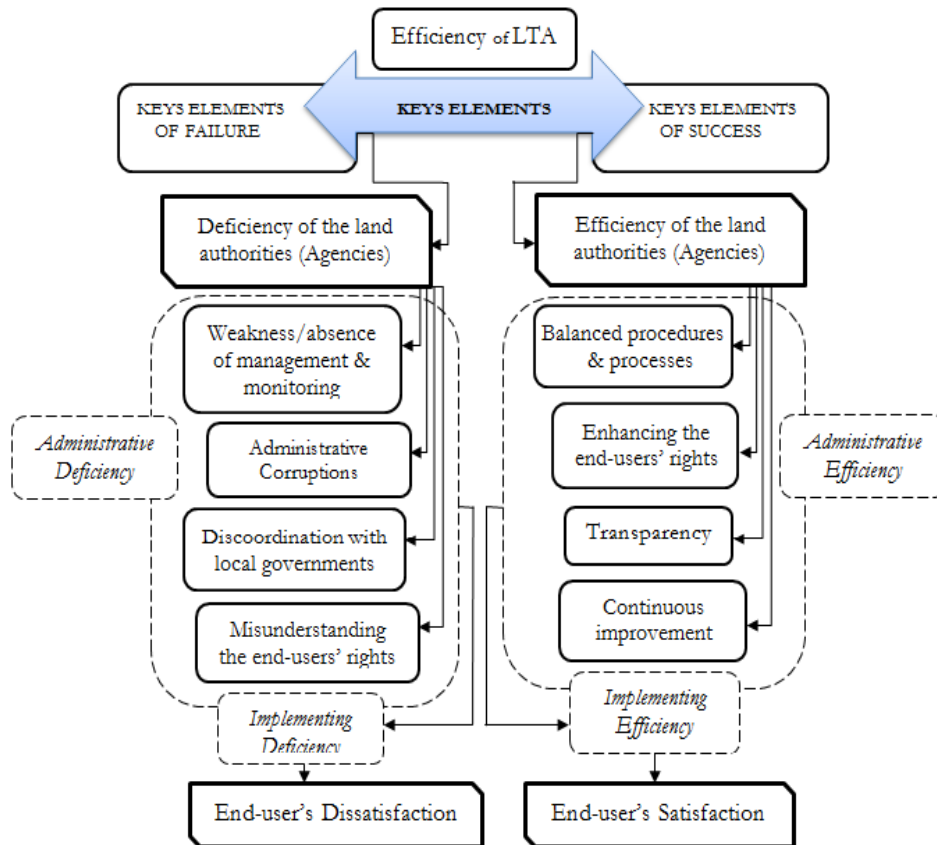 Efficiency of LTA
KEYS ELEMENTS
OF FAILURE
KEYS ELEMENTS
KEYS ELEMENTS
OF SUCCESS
Deficiency of the land
authorities (Agencies)
Efficiency of the land
authorities (Agencies)
Weakness/absence
of management &
monitoring
Balanced procedures
& processes
Administrative
Deficiency
Administrative
Corruptions
Enhancing the
end-users' rights
Administrative
Efficiency
Discoordination with
local governments
Transparency
Misunderstanding
the end-users' rights
Continuous
improvement
Implementing
Deficiency
Implementing
Efficiency
End-user's Dissatisfaction
End-user's Satisfaction